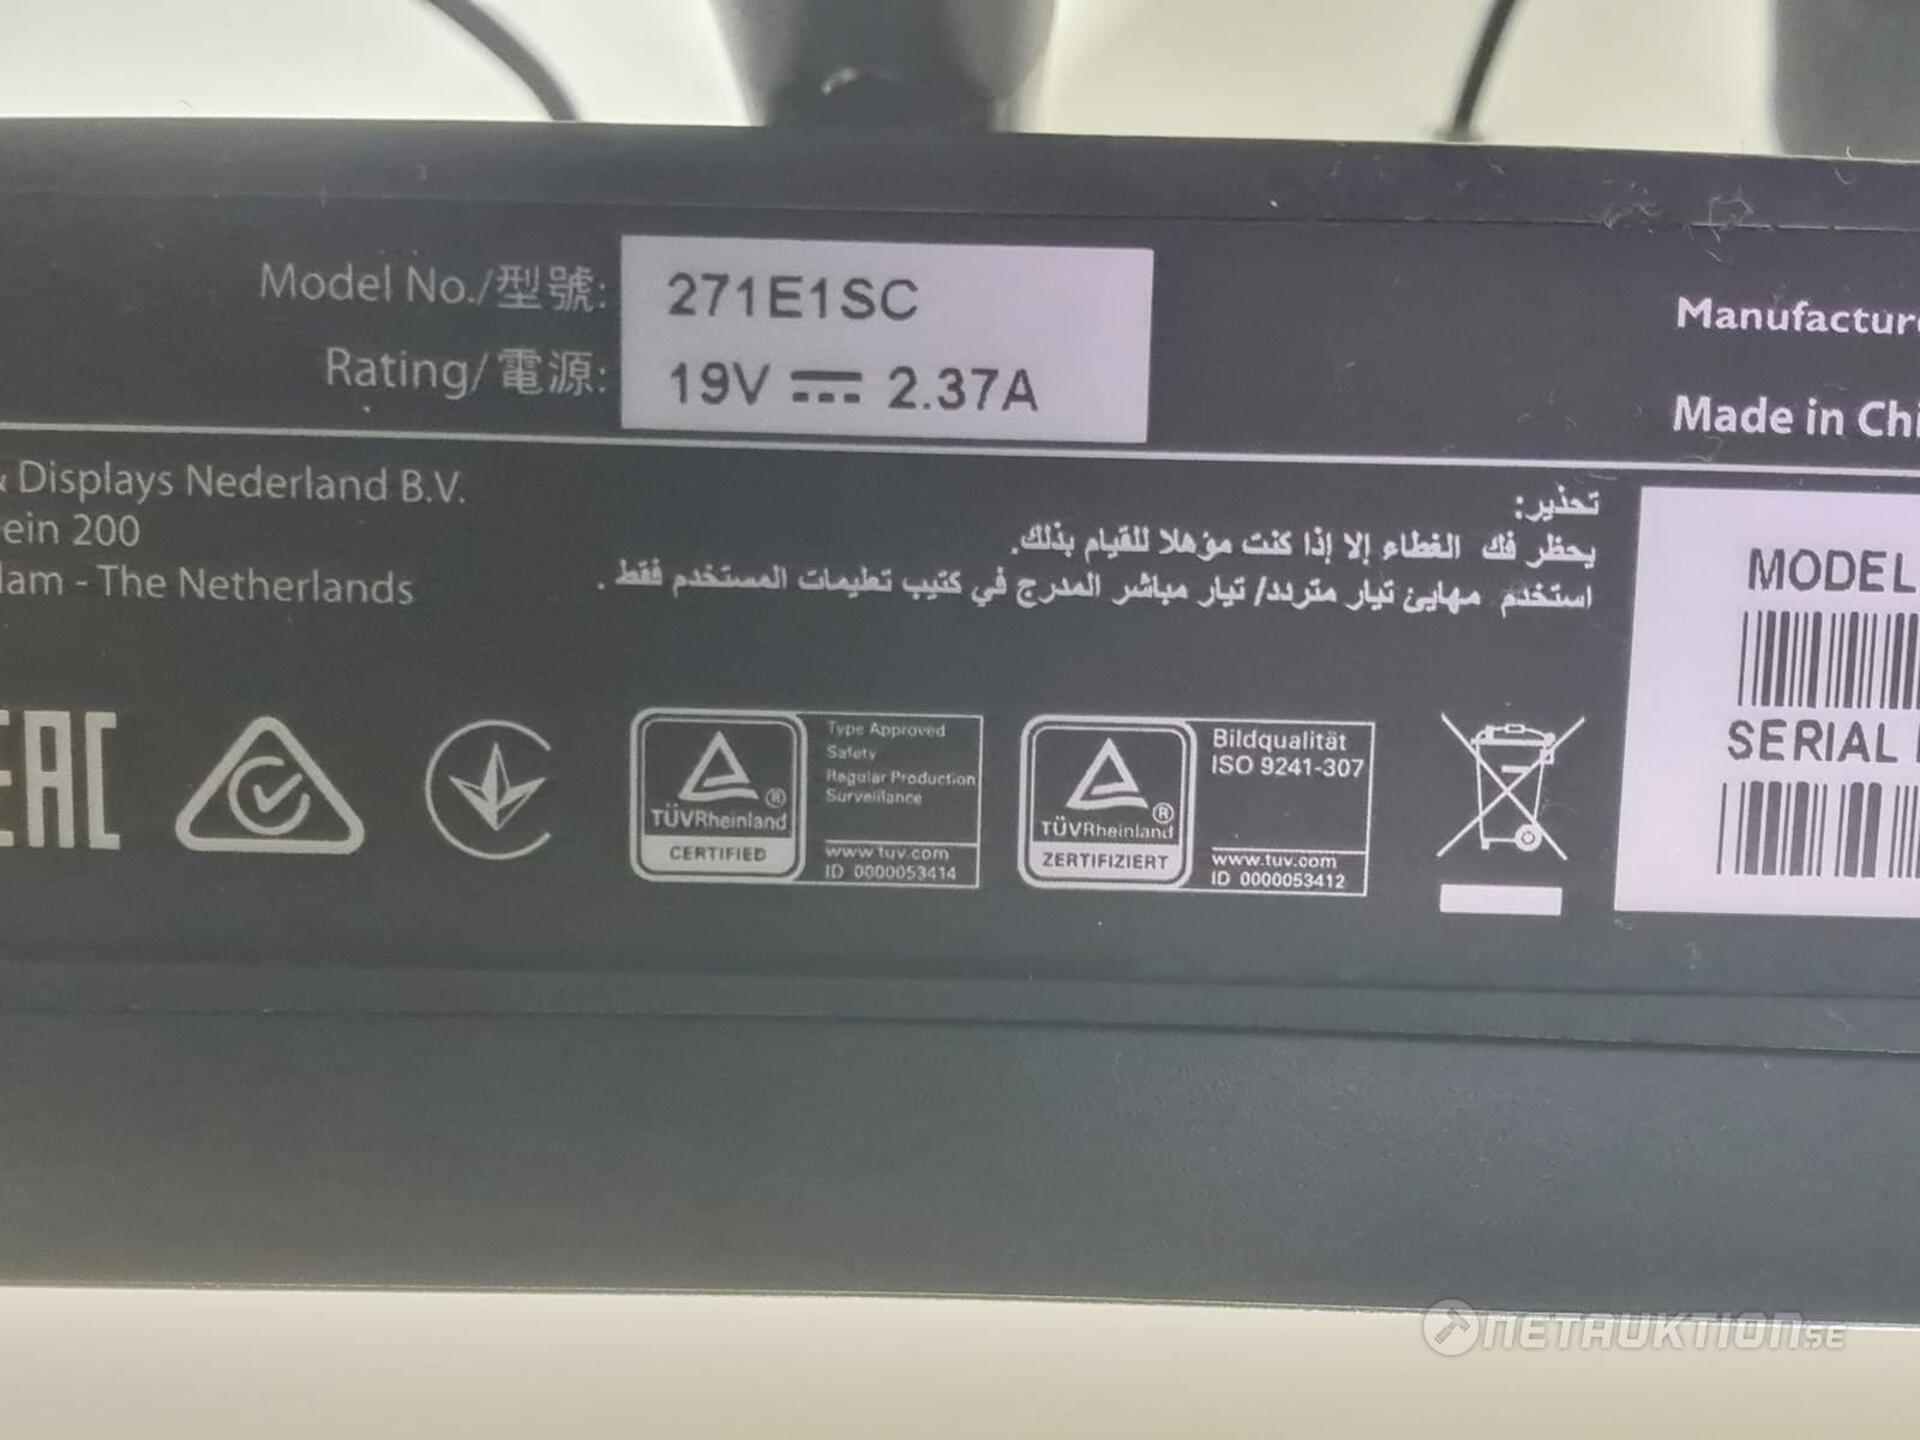 Model No./型號: 271E1SC
Rating/電源: 19V ⎓ 2.37A
Manufacture
Made in Chi
& Displays Nederland B.V.
ein 200
dam - The Netherlands
تحذير:
يحظر فك الغطاء إلا إذا كنت مؤهلا للقيام بذلك.
استخدم مهايئ تيار متردد/ تيار مباشر المدرج في كتيب تعليمات المستخدم فقط.
EAC
TÜVRheinland ®
CERTIFIED
Type Approved
Safety
Regular Production
Surveillance
www.tuv.com
ID 0000053414
TÜVRheinland ®
ZERTIFIZIERT
Bildqualität
ISO 9241-307
www.tuv.com
ID 0000053412
MODEL
SERIAL
NETAUKTION.SE